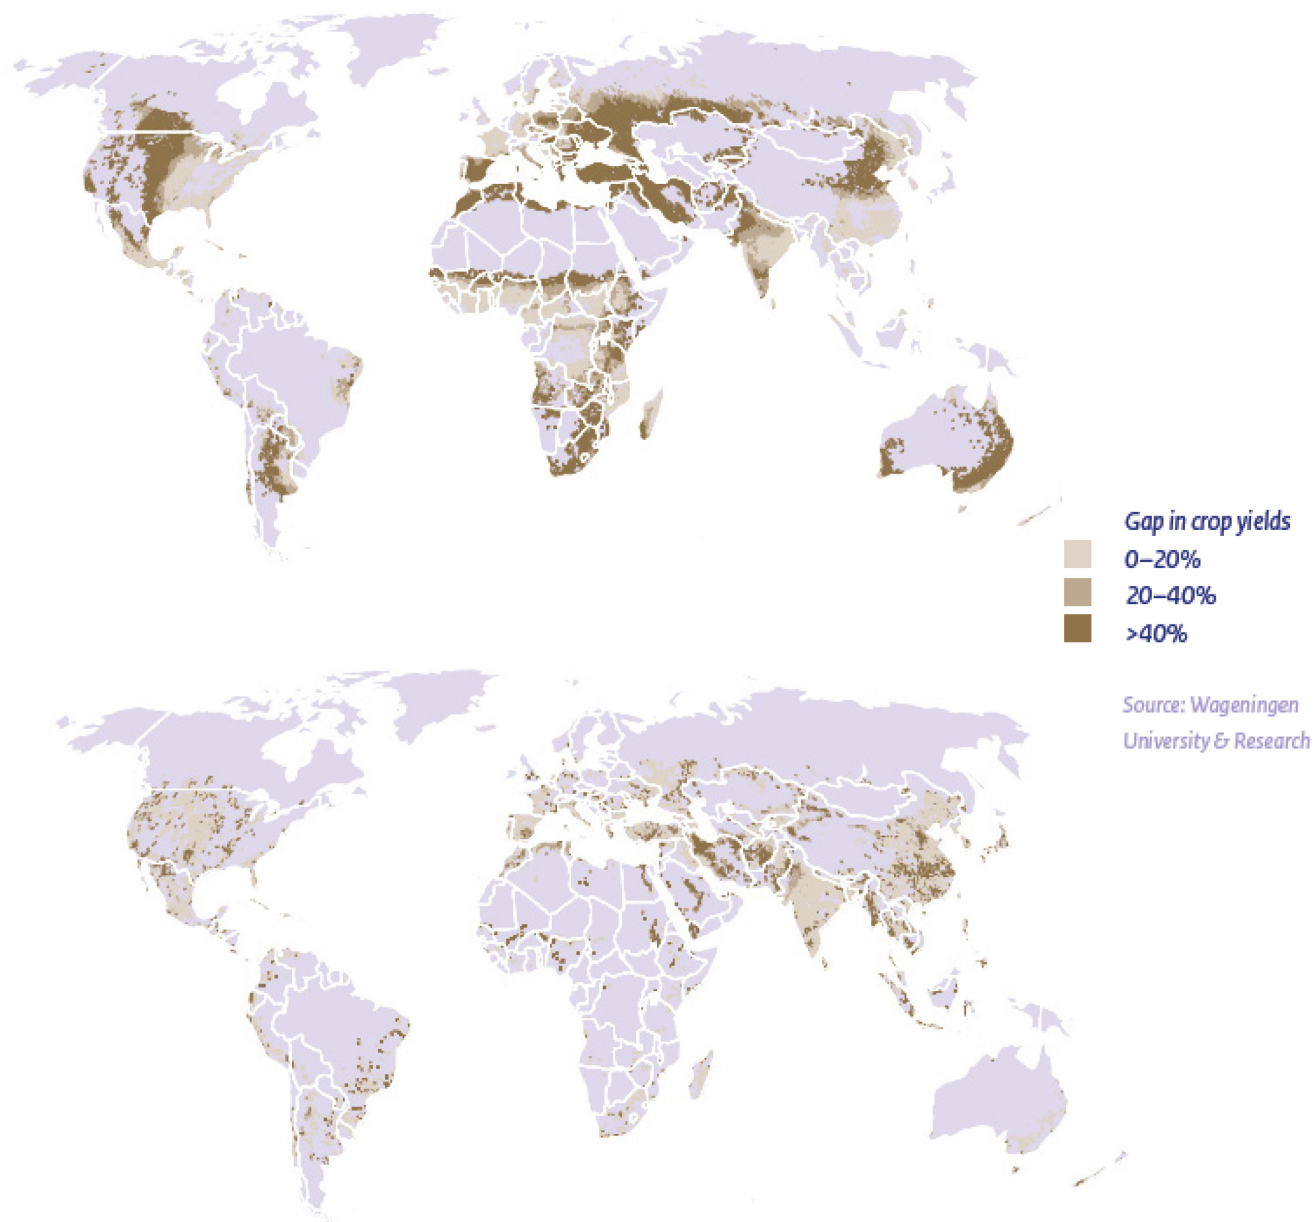 Gap in crop yields
0–20%
20–40%
>40%
Source: Wageningen
University & Research